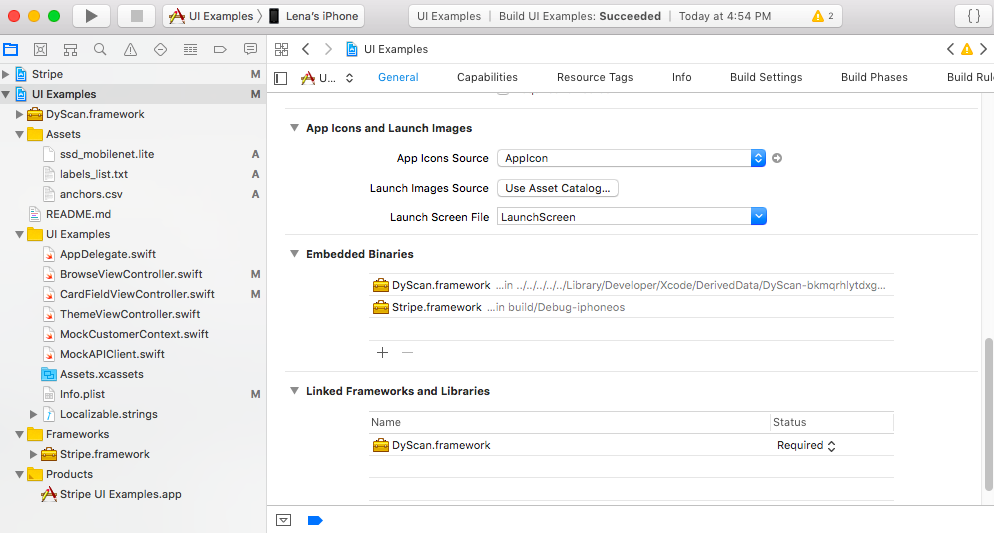 UI Examples
Lena's iPhone
UI Examples | Build UI Examples: Succeeded | Today at 4:54 PM
2
{ }
UI Examples
U...
General
Capabilities
Resource Tags
Info
Build Settings
Build Phases
Build Rul
Stripe M
UI Examples M
DyScan.framework
Assets
ssd_mobilenet.lite A
labels_list.txt A
anchors.csv A
README.md
UI Examples
AppDelegate.swift
BrowseViewController.swift M
CardFieldViewController.swift M
ThemeViewController.swift
MockCustomerContext.swift
MockAPIClient.swift
Assets.xcassets
Info.plist M
Localizable.strings
Frameworks
Stripe.framework
Products
Stripe UI Examples.app
App Icons and Launch Images
App Icons Source AppIcon
Launch Images Source Use Asset Catalog...
Launch Screen File LaunchScreen
Embedded Binaries
DyScan.framework ...in ../../../../../Library/Developer/Xcode/DerivedData/DyScan-bkmqrhlytdxg...
Stripe.framework ...in build/Debug-iphoneos
Linked Frameworks and Libraries
Name Status
DyScan.framework Required